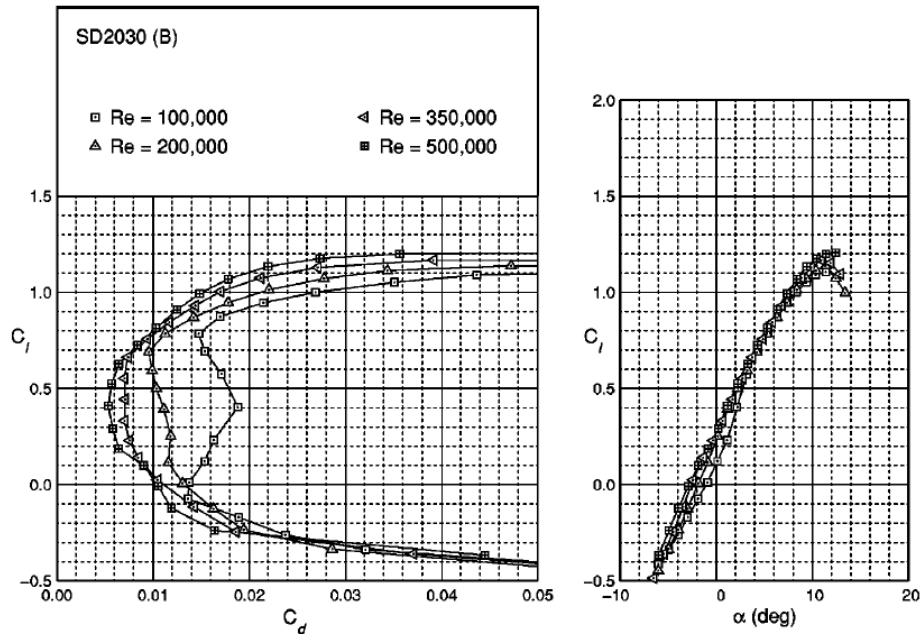 SD2030 (B)
Re = 100,000
Re = 350,000
Re = 200,000
Re = 500,000
1.5
1.0
C_l
0.5
0.0
−0.5
0.00
0.01
0.02
0.03
0.04
0.05
C_d
2.0
1.5
1.0
C_l
0.5
0.0
−0.5
−10
0
10
20
α (deg)